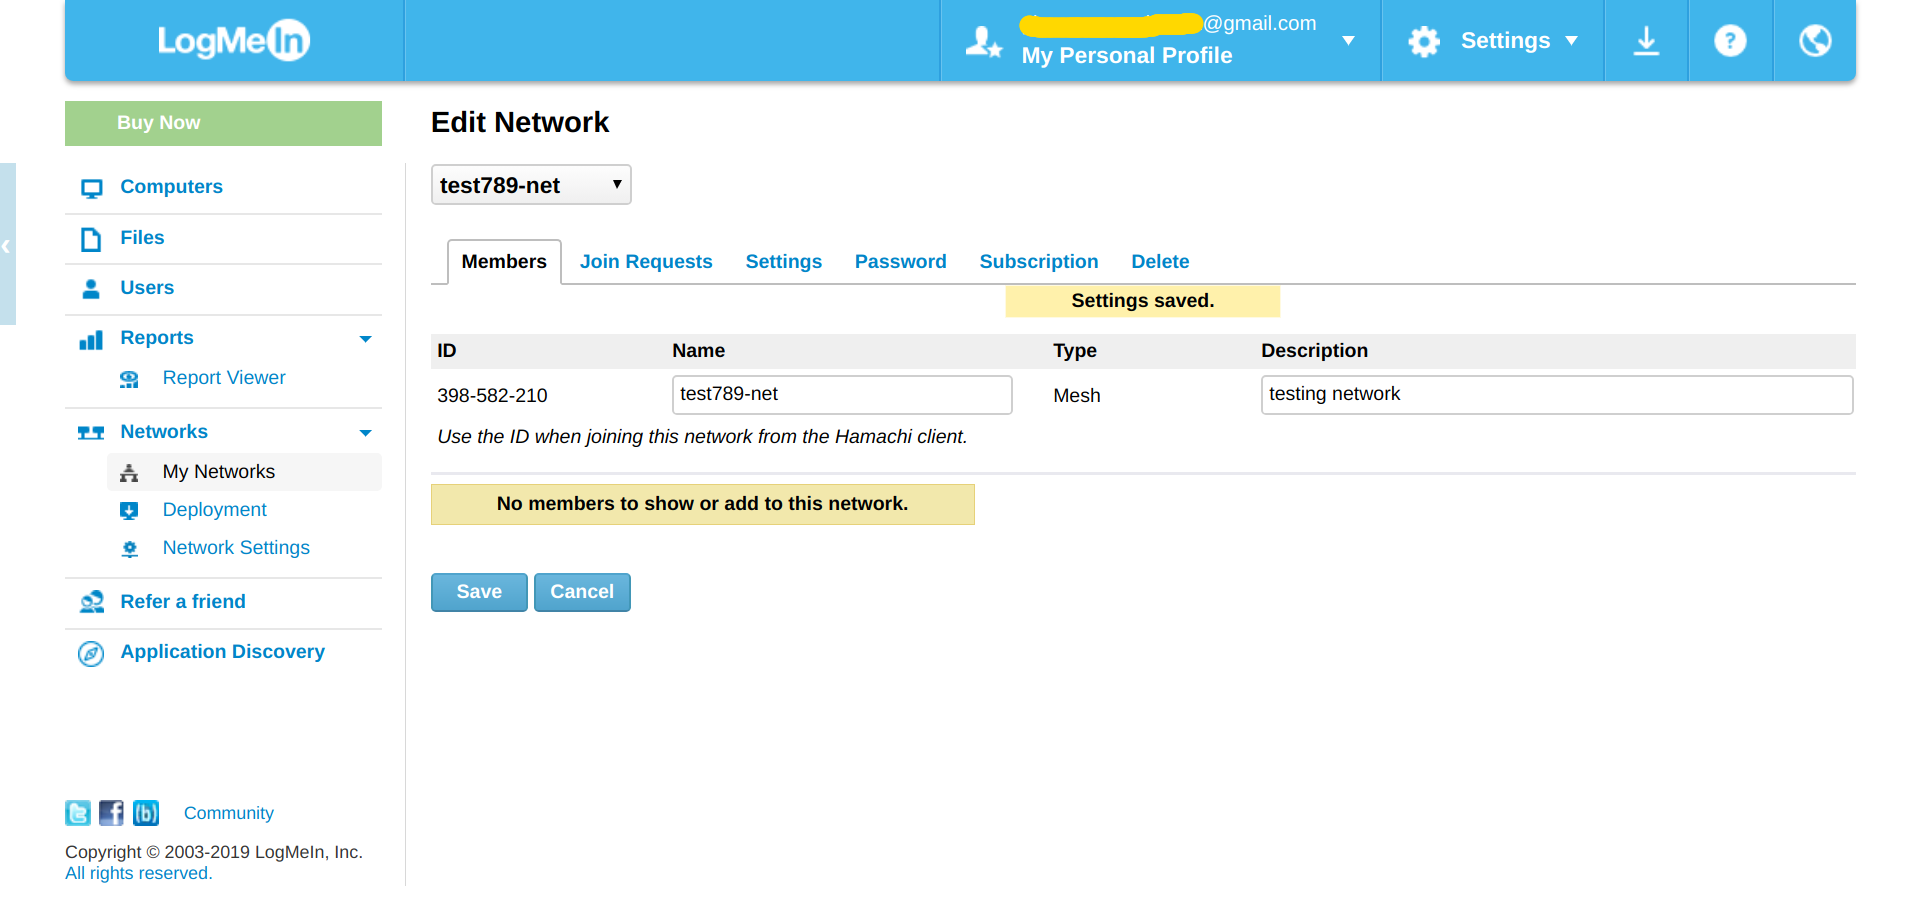 LogMeIn
@gmail.com
My Personal Profile
Settings
?
Buy Now
Computers
Files
Users
Reports
Report Viewer
Networks
My Networks
Deployment
Network Settings
Refer a friend
Application Discovery
Edit Network
test789-net
Members Join Requests Settings Password Subscription Delete
Settings saved.
ID Name Type Description
398-582-210 test789-net Mesh testing network
Use the ID when joining this network from the Hamachi client.
No members to show or add to this network.
Save Cancel
Community
Copyright © 2003-2019 LogMeIn, Inc.
All rights reserved.